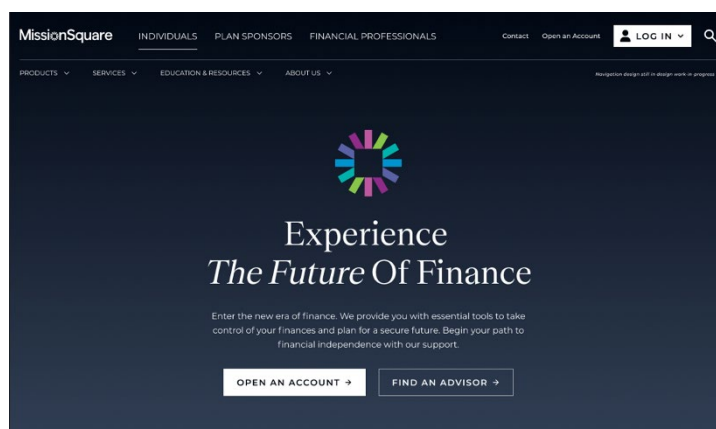 MissionSquare
INDIVIDUALS PLAN SPONSORS FINANCIAL PROFESSIONALS
Contact Open an Account LOG IN
PRODUCTS SERVICES EDUCATION & RESOURCES ABOUT US
Navigation design still in design work-in-progress
Experience
The Future Of Finance
Enter the new era of finance. We provide you with essential tools to take
control of your finances and plan for a secure future. Begin your path to
financial independence with our support.
OPEN AN ACCOUNT → FIND AN ADVISOR →